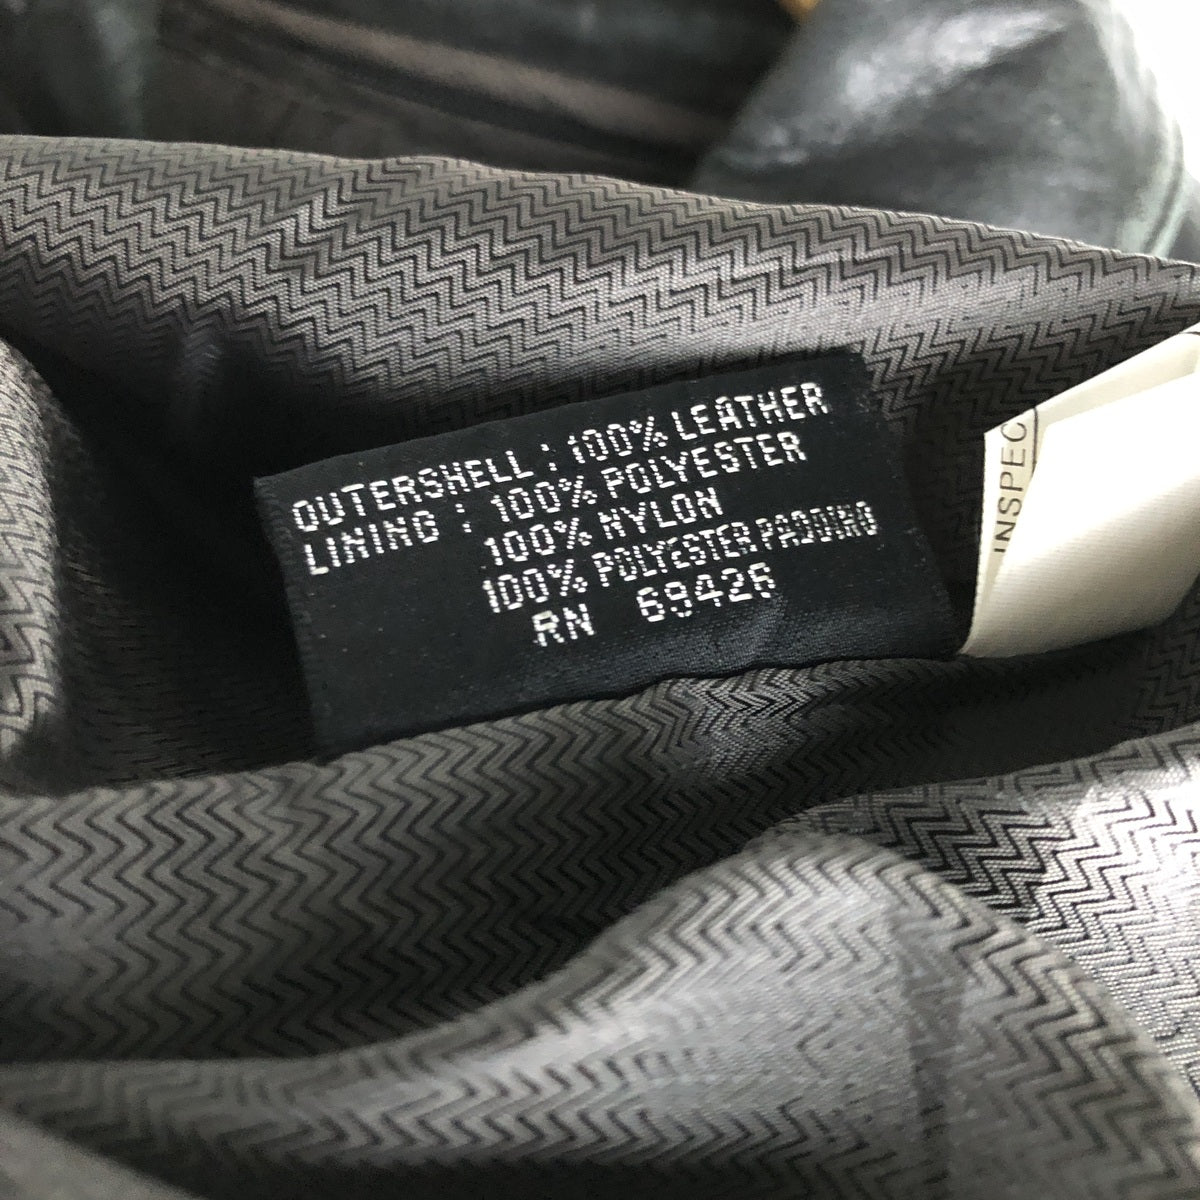 OUTERSHELL : 100% LEATHER
LINING : 100% POLYESTER
100% NYLON
100% POLYESTER PADDING
RN 69426
INSPEC